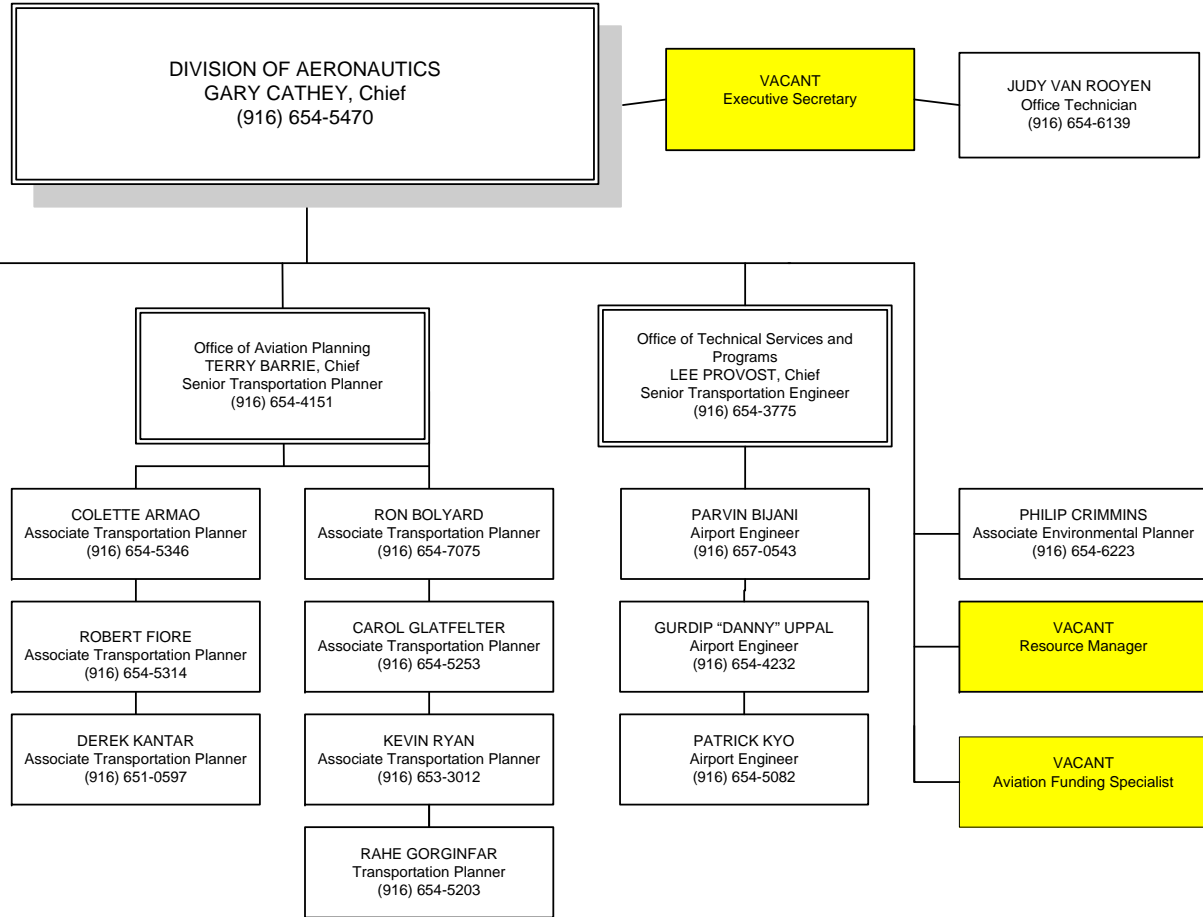 DIVISION OF AERONAUTICS
GARY CATHEY, Chief
(916) 654-5470
VACANT
Executive Secretary
JUDY VAN ROOYEN
Office Technician
(916) 654-6139
Office of Aviation Planning
TERRY BARRIE, Chief
Senior Transportation Planner
(916) 654-4151
Office of Technical Services and
Programs
LEE PROVOST, Chief
Senior Transportation Engineer
(916) 654-3775
COLETTE ARMAO
Associate Transportation Planner
(916) 654-5346
RON BOLYARD
Associate Transportation Planner
(916) 654-7075
PARVIN BIJANI
Airport Engineer
(916) 657-0543
PHILIP CRIMMINS
Associate Environmental Planner
(916) 654-6223
ROBERT FIORE
Associate Transportation Planner
(916) 654-5314
CAROL GLATFELTER
Associate Transportation Planner
(916) 654-5253
GURDIP “DANNY” UPPAL
Airport Engineer
(916) 654-4232
VACANT
Resource Manager
DEREK KANTAR
Associate Transportation Planner
(916) 651-0597
KEVIN RYAN
Associate Transportation Planner
(916) 653-3012
PATRICK KYO
Airport Engineer
(916) 654-5082
VACANT
Aviation Funding Specialist
RAHE GORGINFAR
Transportation Planner
(916) 654-5203